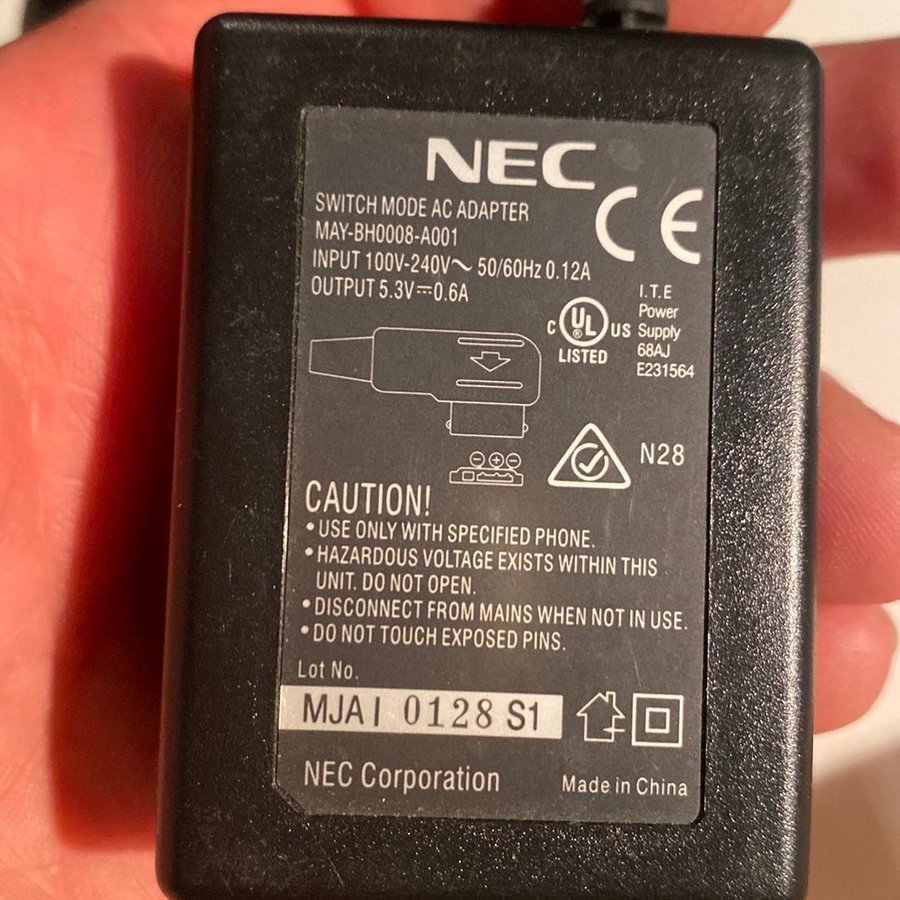 NEC
CE
SWITCH MODE AC ADAPTER
MAY-BH0008-A001
INPUT 100V-240V～ 50/60Hz 0.12A
OUTPUT 5.3V⎓0.6A
C UL ® US
LISTED
I.T.E
Power
Supply
68AJ
E231564
N28
CAUTION!
• USE ONLY WITH SPECIFIED PHONE.
• HAZARDOUS VOLTAGE EXISTS WITHIN THIS
UNIT. DO NOT OPEN.
• DISCONNECT FROM MAINS WHEN NOT IN USE.
• DO NOT TOUCH EXPOSED PINS.
Lot No.
MJA I 0128 S1
NEC Corporation
Made in China